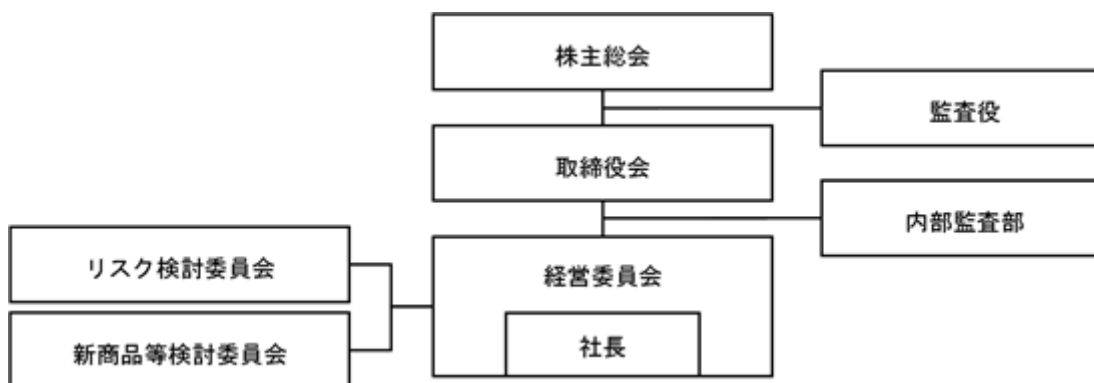 株主総会
監査役
取締役会
内部監査部
リスク検討委員会
経営委員会
新商品等検討委員会
社長